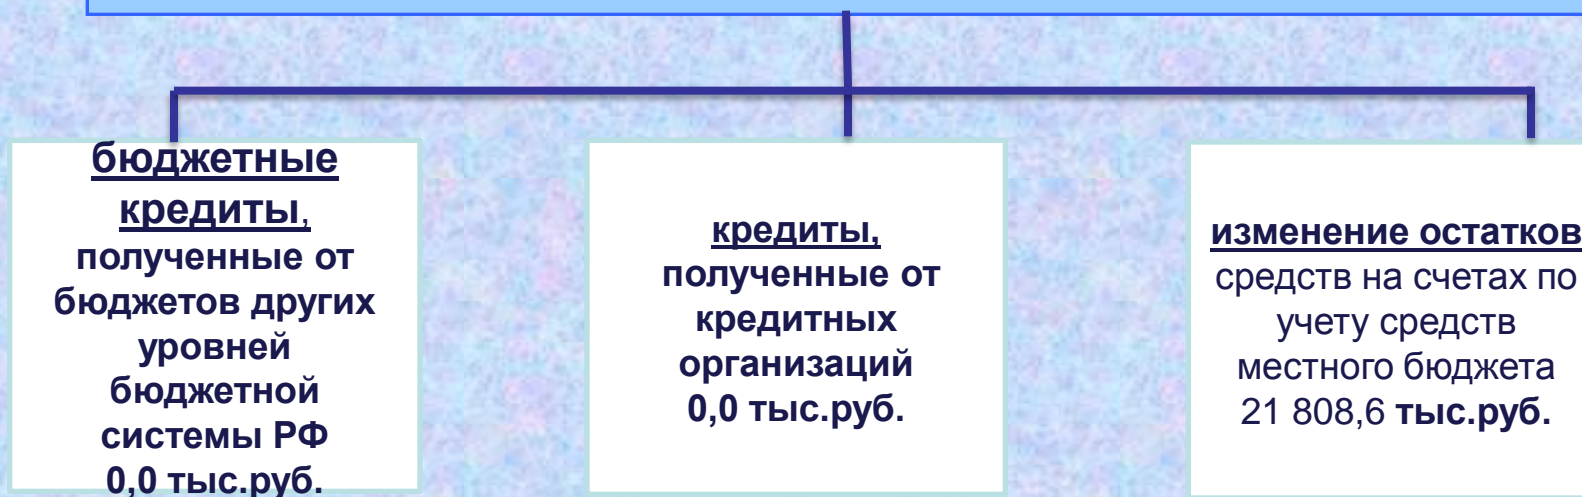 бюджетные
кредиты,
полученные от
бюджетов других
уровней
бюджетной
системы РФ
0,0 тыс.руб.
кредиты,
полученные от
кредитных
организаций
0,0 тыс.руб.
изменение остатков
средств на счетах по
учету средств
местного бюджета
21 808,6 тыс.руб.